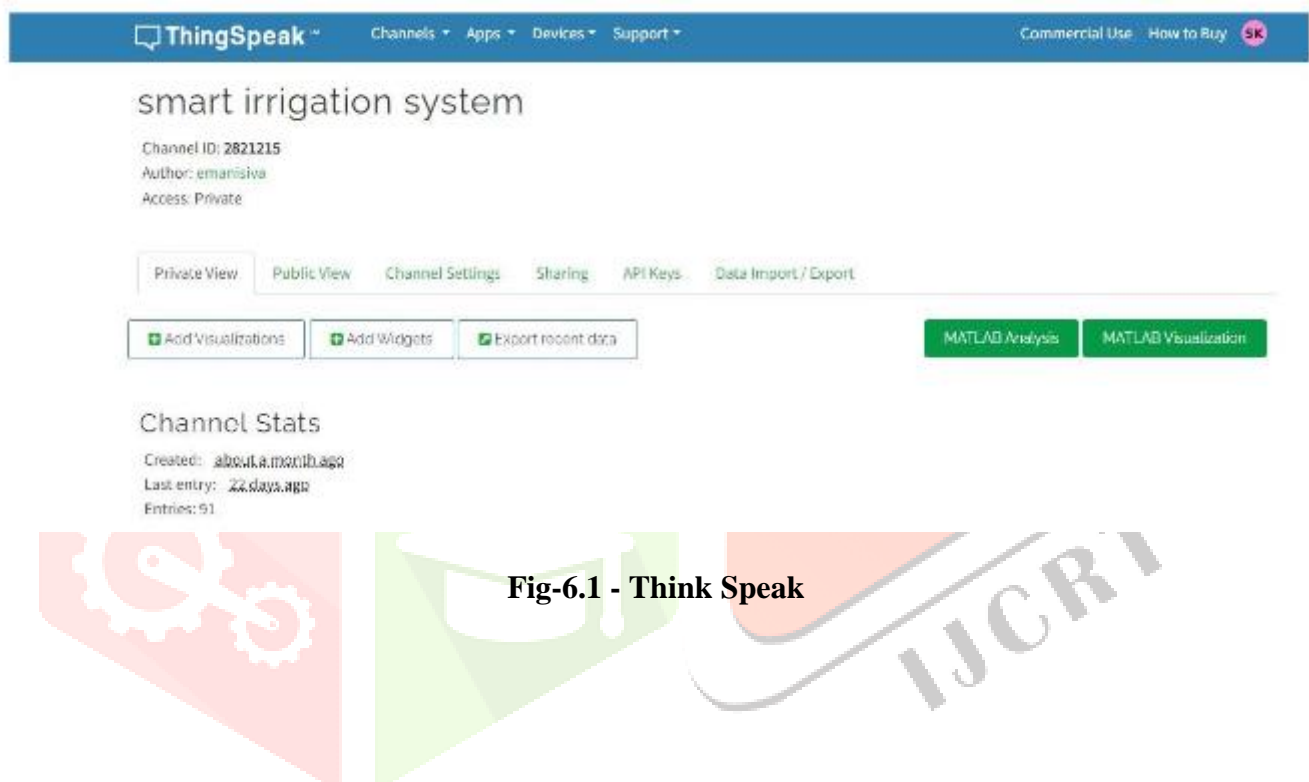 ThingSpeak™ Channels Apps Devices Support Commercial Use How to Buy SK
smart irrigation system
Channel ID: 2821215
Author: emanisiva
Access: Private
Private View Public View Channel Settings Sharing API Keys Data Import / Export
Add Visualizations Add Widgets Export recent data MATLAB Analysis MATLAB Visualization
Channel Stats
Created: about a month ago
Last entry: 22 days ago
Entries: 91
Fig-6.1 - Think Speak
IJCRT